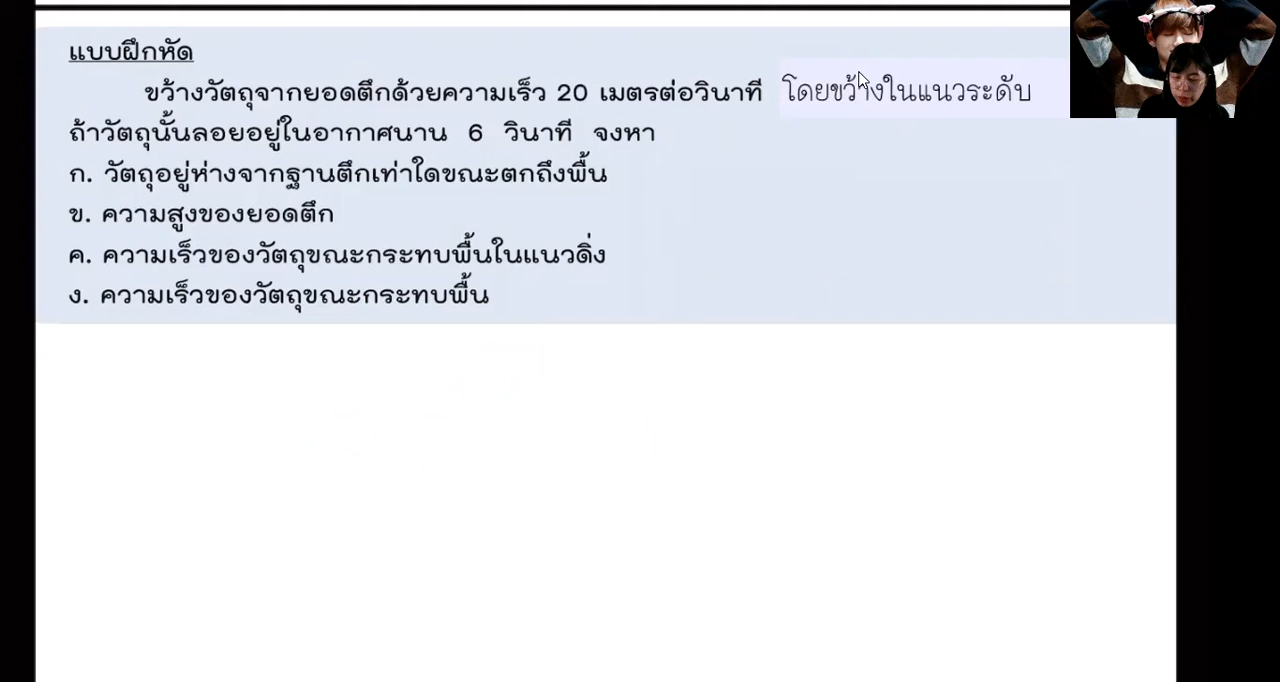 แบบฝึกหัด
ขว้างวัตถุจากยอดตึกด้วยความเร็ว 20 เมตรต่อวินาที โดยขว้างในแนวระดับ
ถ้าวัตถุนั้นลอยอยู่ในอากาศนาน 6 วินาที จงหา
ก. วัตถุอยู่ห่างจากฐานตึกเท่าใดขณะตกถึงพื้น
ข. ความสูงของยอดตึก
ค. ความเร็วของวัตถุขณะกระทบพื้นในแนวดิ่ง
ง. ความเร็วของวัตถุขณะกระทบพื้น